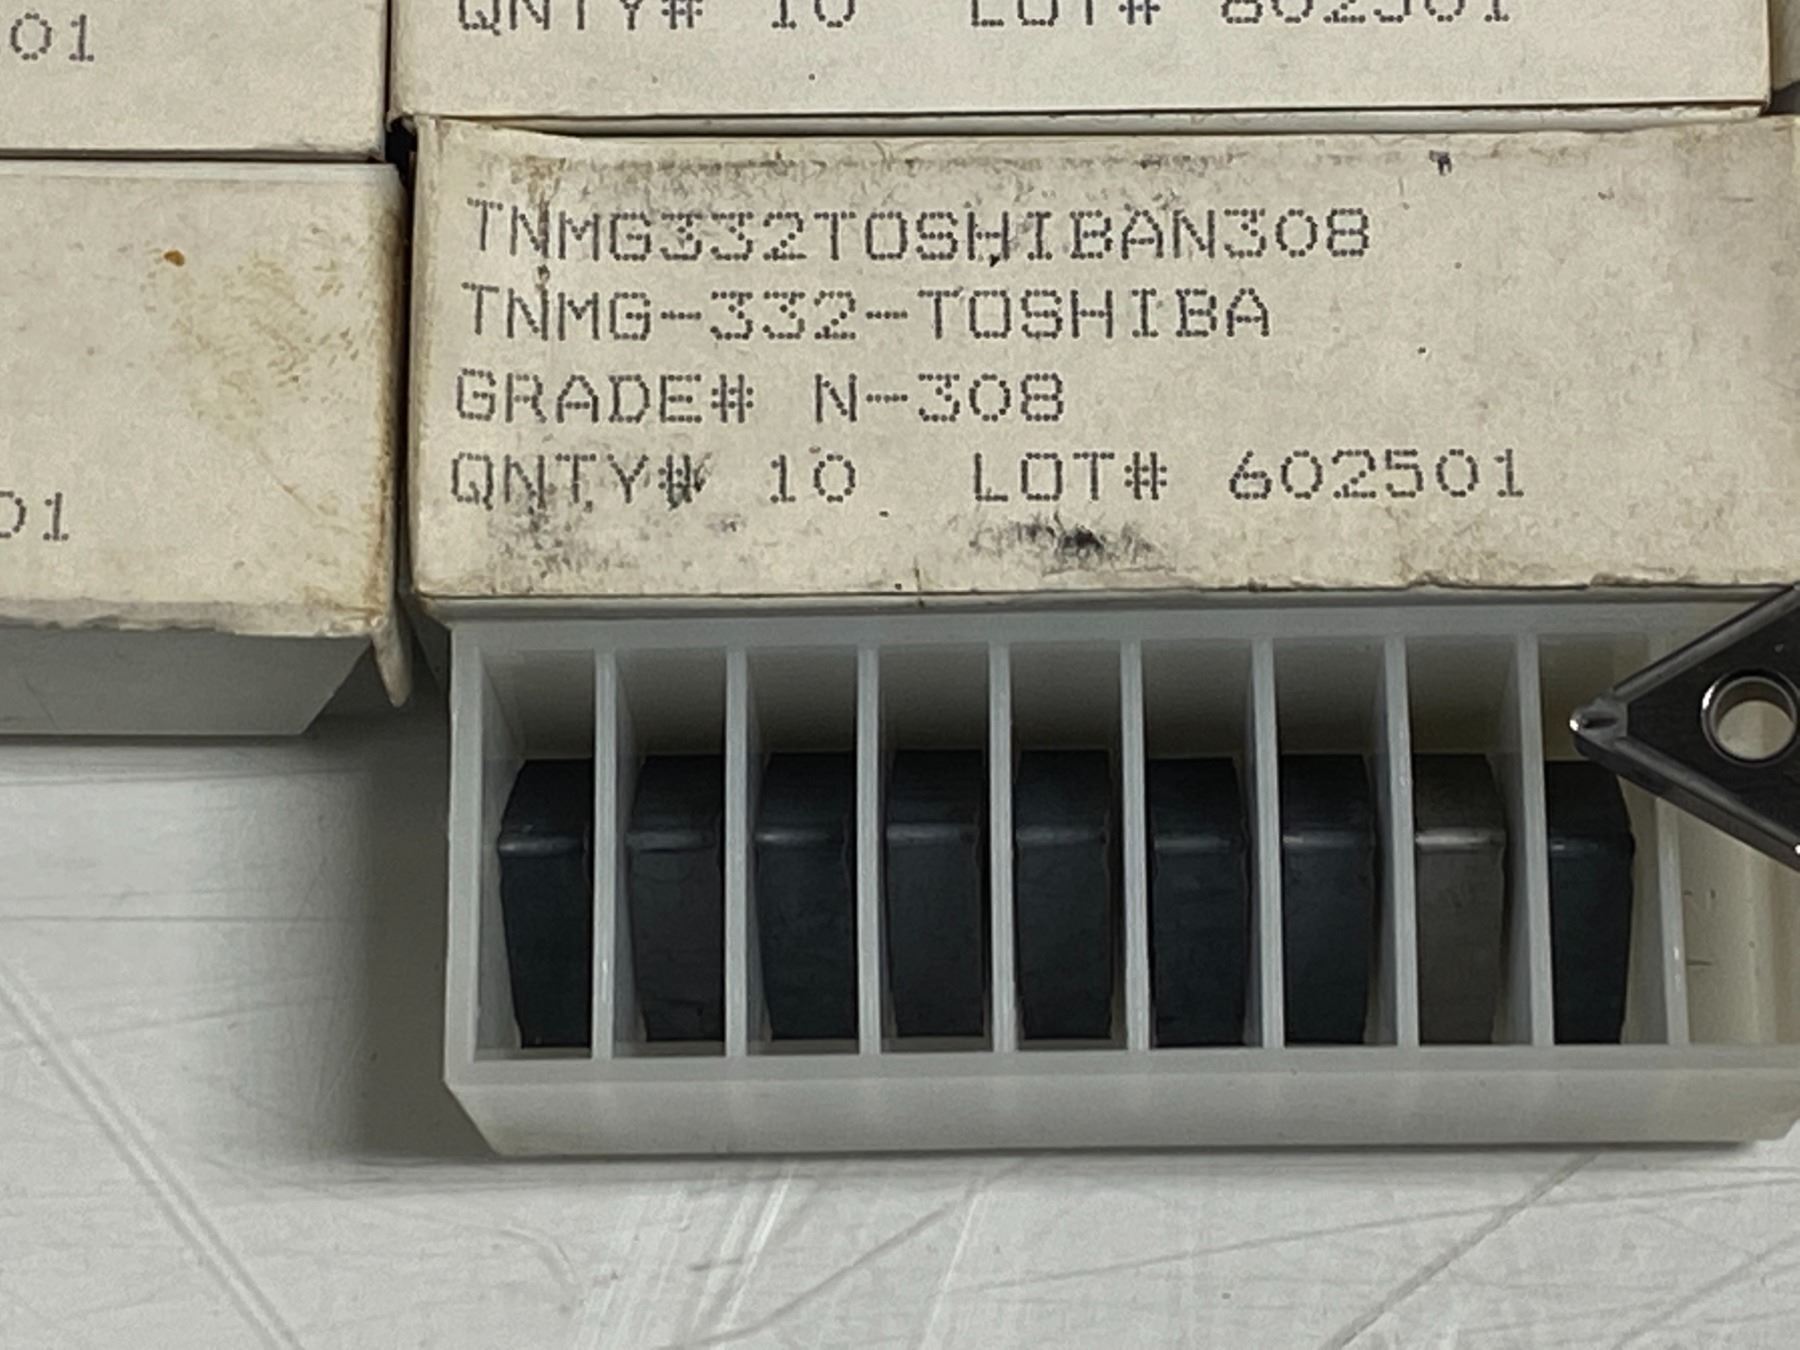 01
QNTY# 10 LOT# 602501
TNMG332TOSHIBAN308
TNMG-332-TOSHIBA
GRADE# N-308
QNTY# 10 LOT# 602501
01